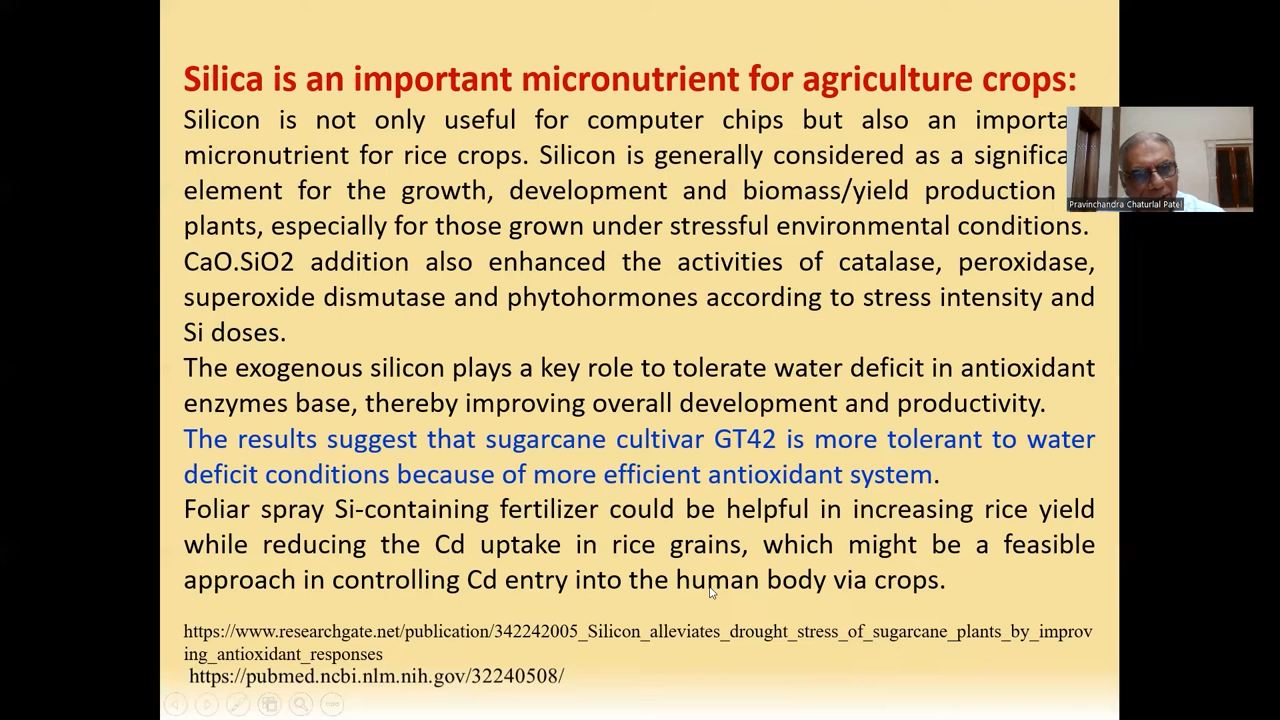 Silica is an important micronutrient for agriculture crops:
Silicon is not only useful for computer chips but also an importa
micronutrient for rice crops. Silicon is generally considered as a significa
element for the growth, development and biomass/yield production
plants, especially for those grown under stressful environmental conditions.
CaO.SiO2 addition also enhanced the activities of catalase, peroxidase,
superoxide dismutase and phytohormones according to stress intensity and
Si doses.
The exogenous silicon plays a key role to tolerate water deficit in antioxidant
enzymes base, thereby improving overall development and productivity.
The results suggest that sugarcane cultivar GT42 is more tolerant to water
deficit conditions because of more efficient antioxidant system.
Foliar spray Si-containing fertilizer could be helpful in increasing rice yield
while reducing the Cd uptake in rice grains, which might be a feasible
approach in controlling Cd entry into the human body via crops.
https://www.researchgate.net/publication/342242005_Silicon_alleviates_drought_stress_of_sugarcane_plants_by_improv
ing_antioxidant_responses
https://pubmed.ncbi.nlm.nih.gov/32240508/
Pravinchandra Chaturlal Patel